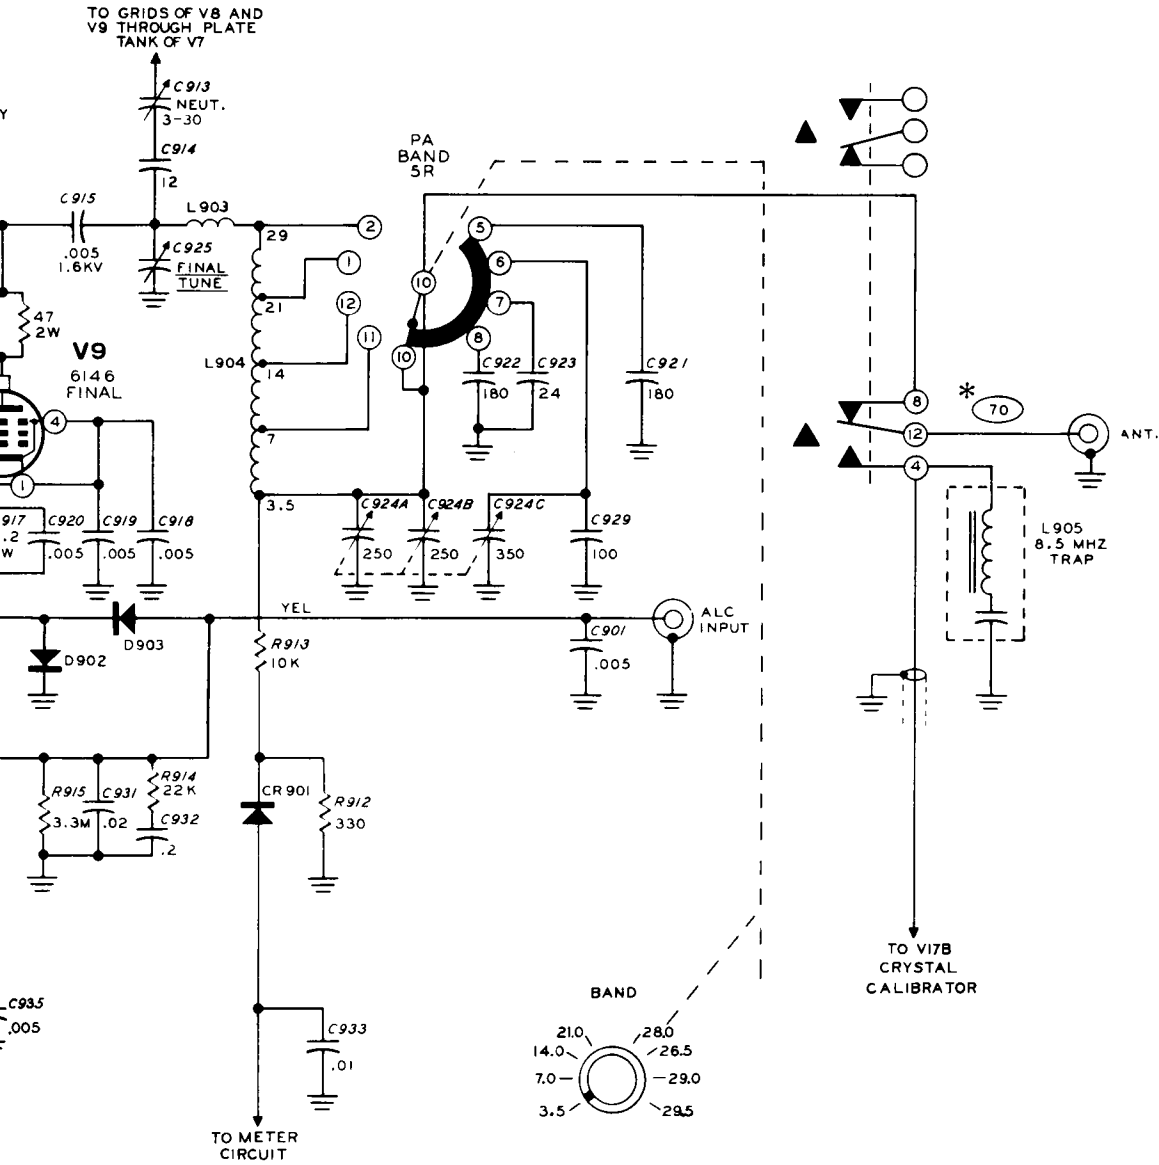 TO GRIDS OF V8 AND
V9 THROUGH PLATE
TANK OF V7
Y
C913
NEUT.
3-30
C914
12
C915
.005
1.6KV
L903
C925
FINAL
TUNE
47
2W
V9
6146
FINAL
4
1
29
21
14
7
3.5
L904
2
1
12
11
PA
BAND
5R
10
5
6
7
8
10
C922
180
C923
24
C921
180
C924A
250
C924B
250
C924C
350
C929
100
917
.2
W
C920
.005
C919
.005
C918
.005
8
12
4
*
70
ANT.
L905
8.5 MHZ
TRAP
YEL
ALC
INPUT
C901
.005
D902
D903
R913
10K
R915
3.3M
C931
.02
R914
22K
C932
.2
CR901
R912
330
C935
.005
C933
.01
TO METER
CIRCUIT
TO V17B
CRYSTAL
CALIBRATOR
BAND
21.0
28.0
14.0
26.5
7.0
29.0
3.5
29.5